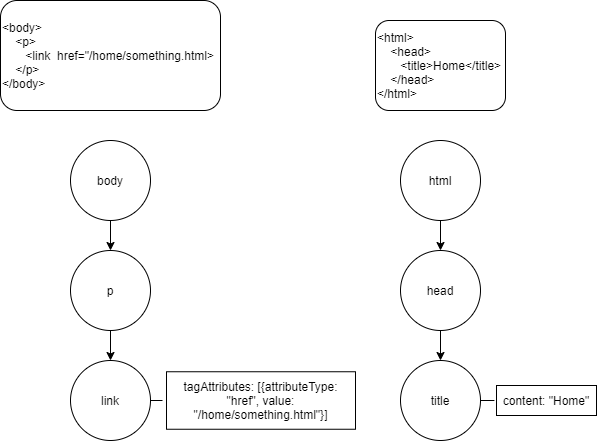 <body>
<p>
<link  href="/home/something.html>
</p>
</body>
<html>
<head>
<title>Home</title>
</head>
</html>
body
html
p
head
link
tagAttributes: [{attributeType:
"href", value:
"/home/something.html"}]
title
content: "Home"